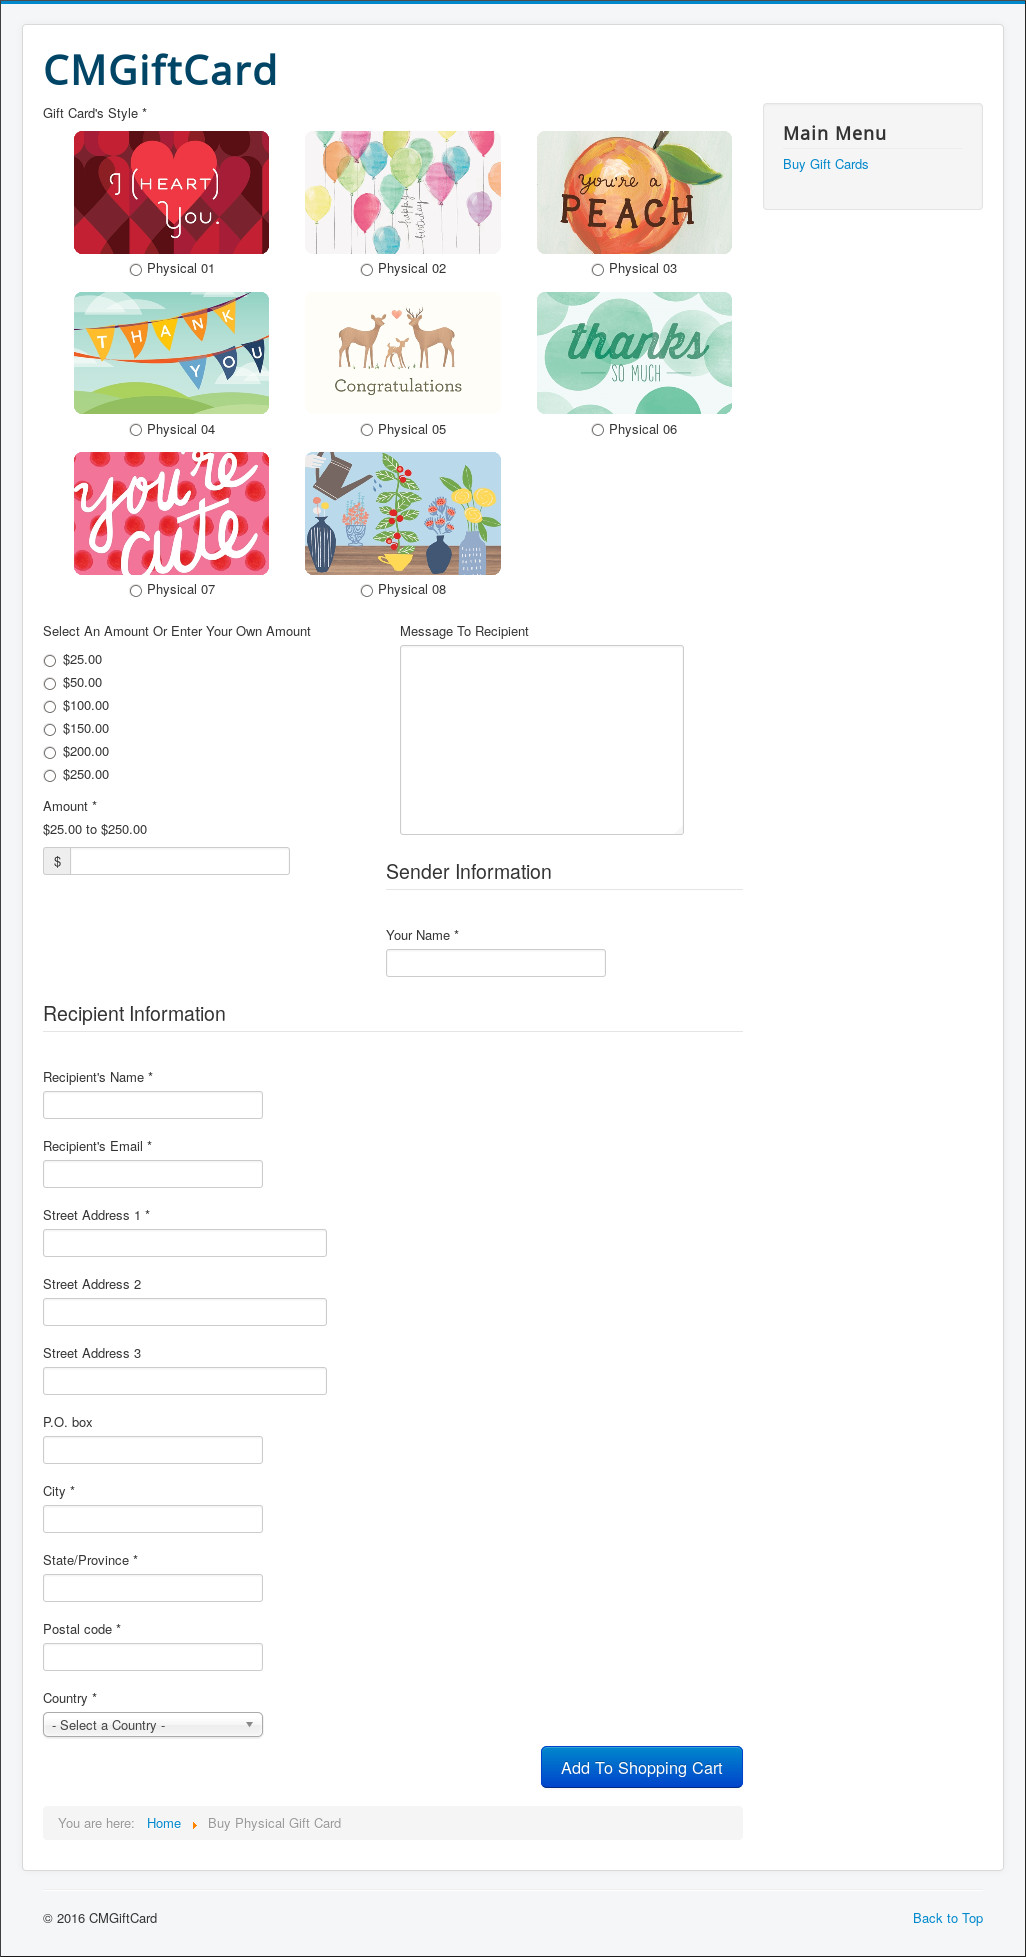 CMGiftCard
Gift Card's Style *
Main Menu
Buy Gift Cards
I (HEART)
You.
happy
birthday
you're a
PEACH
Physical 01
Physical 02
Physical 03
THANK
YOU
Congratulations
thanks
SO MUCH
Physical 04
Physical 05
Physical 06
you're
cute
Physical 07
Physical 08
Select An Amount Or Enter Your Own Amount
$25.00
$50.00
$100.00
$150.00
$200.00
$250.00
Amount *
$25.00 to $250.00
$
Message To Recipient
Sender Information
Your Name *
Recipient Information
Recipient's Name *
Recipient's Email *
Street Address 1 *
Street Address 2
Street Address 3
P.O. box
City *
State/Province *
Postal code *
Country *
- Select a Country -
Add To Shopping Cart
You are here: Home Buy Physical Gift Card
© 2016 CMGiftCard
Back to Top